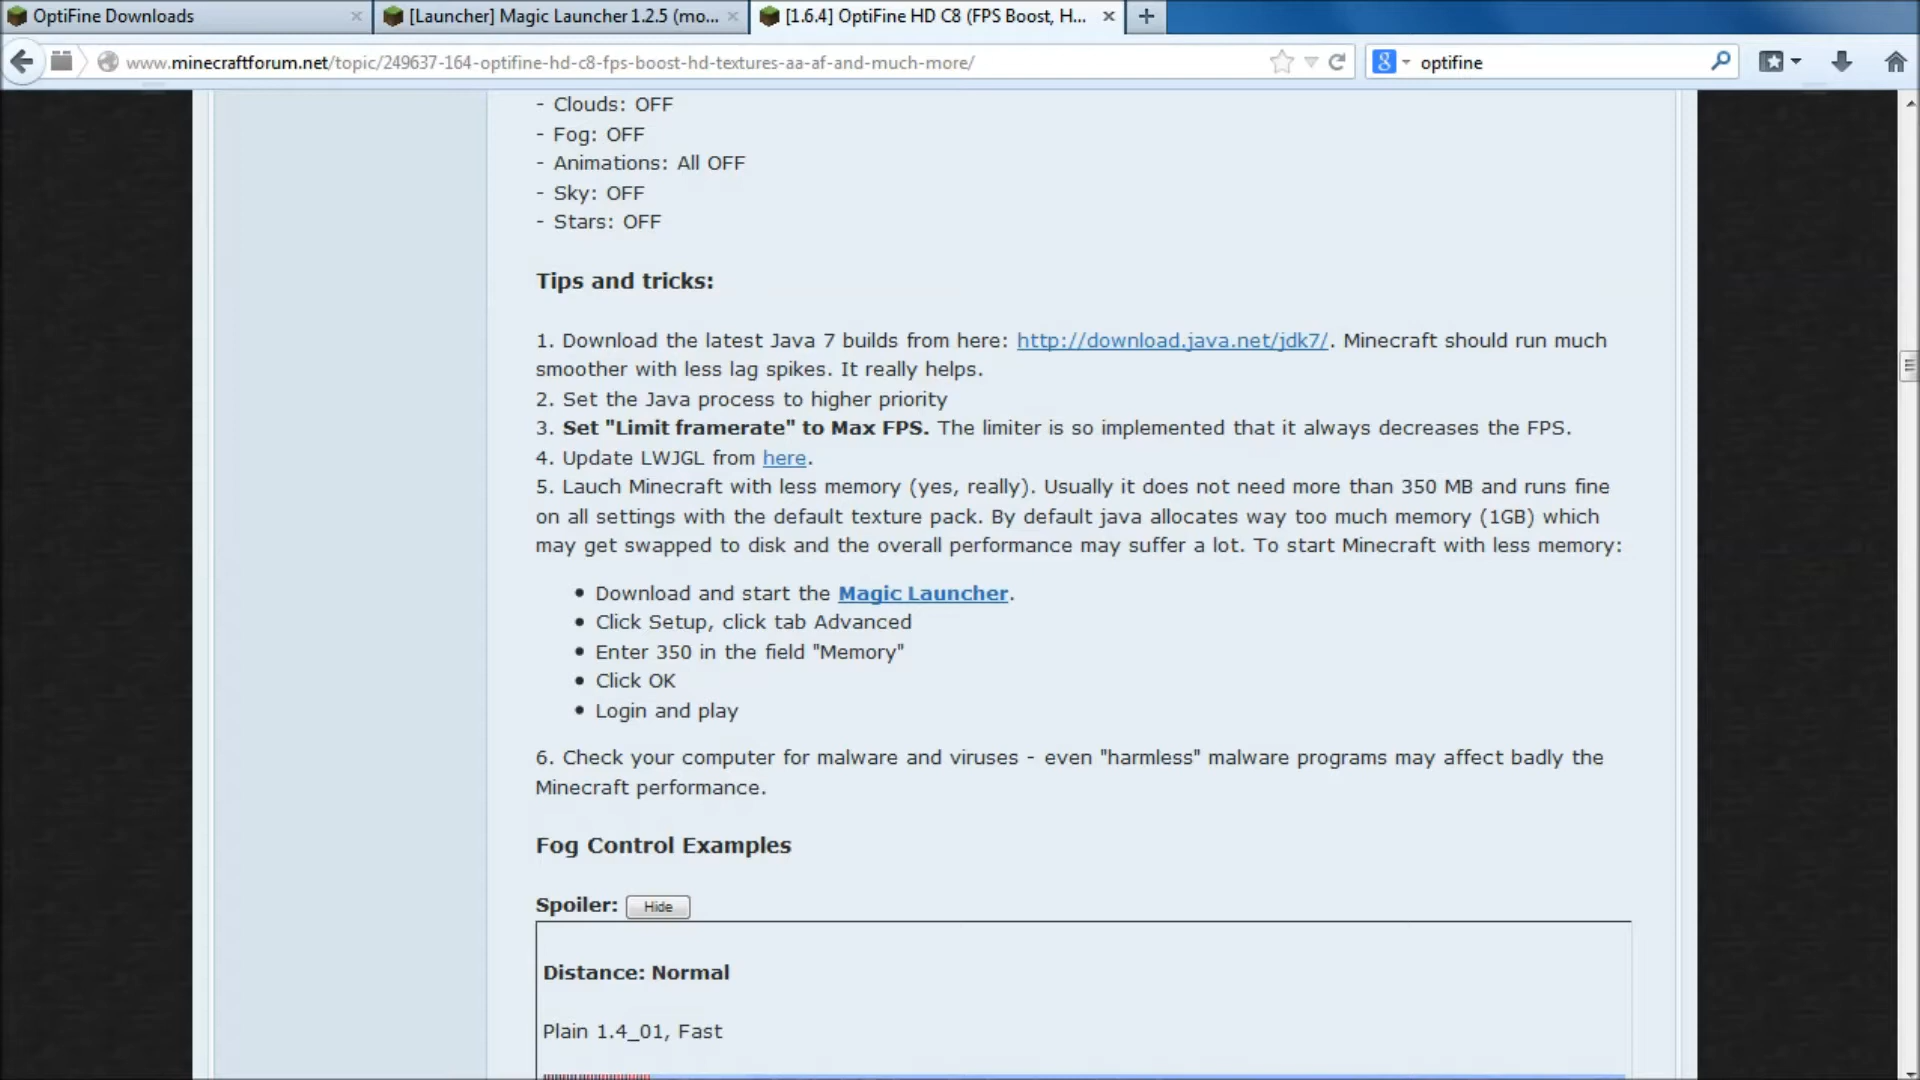 OptiFine Downloads
[Launcher] Magic Launcher 1.2.5 (mo...
[1.6.4] OptiFine HD C8 (FPS Boost, H...
www.minecraftforum.net/topic/249637-164-optifine-hd-c8-fps-boost-hd-textures-aa-af-and-much-more/
optifine
- Clouds: OFF
- Fog: OFF
- Animations: All OFF
- Sky: OFF
- Stars: OFF
Tips and tricks:
1. Download the latest Java 7 builds from here: http://download.java.net/jdk7/. Minecraft should run much
smoother with less lag spikes. It really helps.
2. Set the Java process to higher priority
3. Set "Limit framerate" to Max FPS. The limiter is so implemented that it always decreases the FPS.
4. Update LWJGL from here.
5. Lauch Minecraft with less memory (yes, really). Usually it does not need more than 350 MB and runs fine
on all settings with the default texture pack. By default java allocates way too much memory (1GB) which
may get swapped to disk and the overall performance may suffer a lot. To start Minecraft with less memory:
• Download and start the Magic Launcher.
• Click Setup, click tab Advanced
• Enter 350 in the field "Memory"
• Click OK
• Login and play
6. Check your computer for malware and viruses - even "harmless" malware programs may affect badly the
Minecraft performance.
Fog Control Examples
Spoiler: Hide
Distance: Normal
Plain 1.4_01, Fast